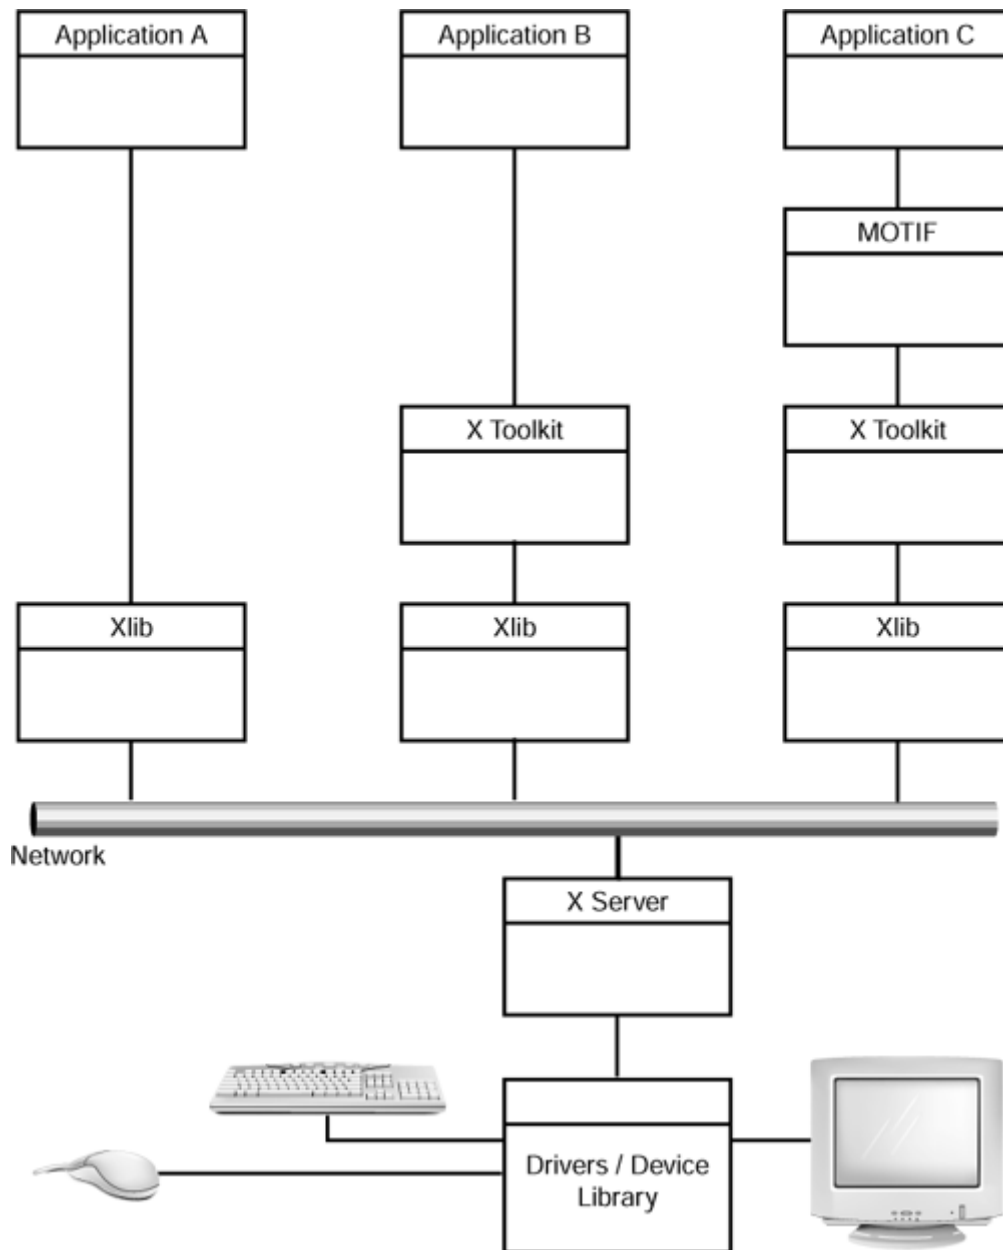 Application A
Application B
Application C
MOTIF
X Toolkit
X Toolkit
Xlib
Xlib
Xlib
Network
X Server
Drivers / Device
Library